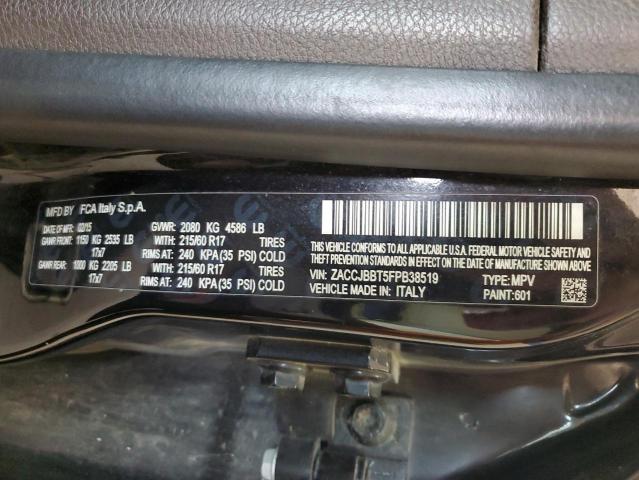 MFD BY FCA Italy S.p.A.
DATE OF MFR: 02/15 GVWR: 2080 KG 4586 LB
GAWR FRONT: 1150 KG 2535 LB WITH: 215/60 R17 TIRES
17x7 RIMS AT: 240 KPA(35 PSI) COLD
GAWR REAR: 1000 KG 2205 LB WITH: 215/60 R17 TIRES
17x7 RIMS AT: 240 KPA(35 PSI) COLD
THIS VEHICLE CONFORMS TO ALL APPLICABLE U.S.A. FEDERAL MOTOR VEHICLE SAFETY AND
THEFT PREVENTION STANDARDS IN EFFECT ON THE DATE OF MANUFACTURE SHOWN ABOVE.
VIN: ZACCJBBT5FPB38519 TYPE: MPV
VEHICLE MADE IN: ITALY PAINT: 601